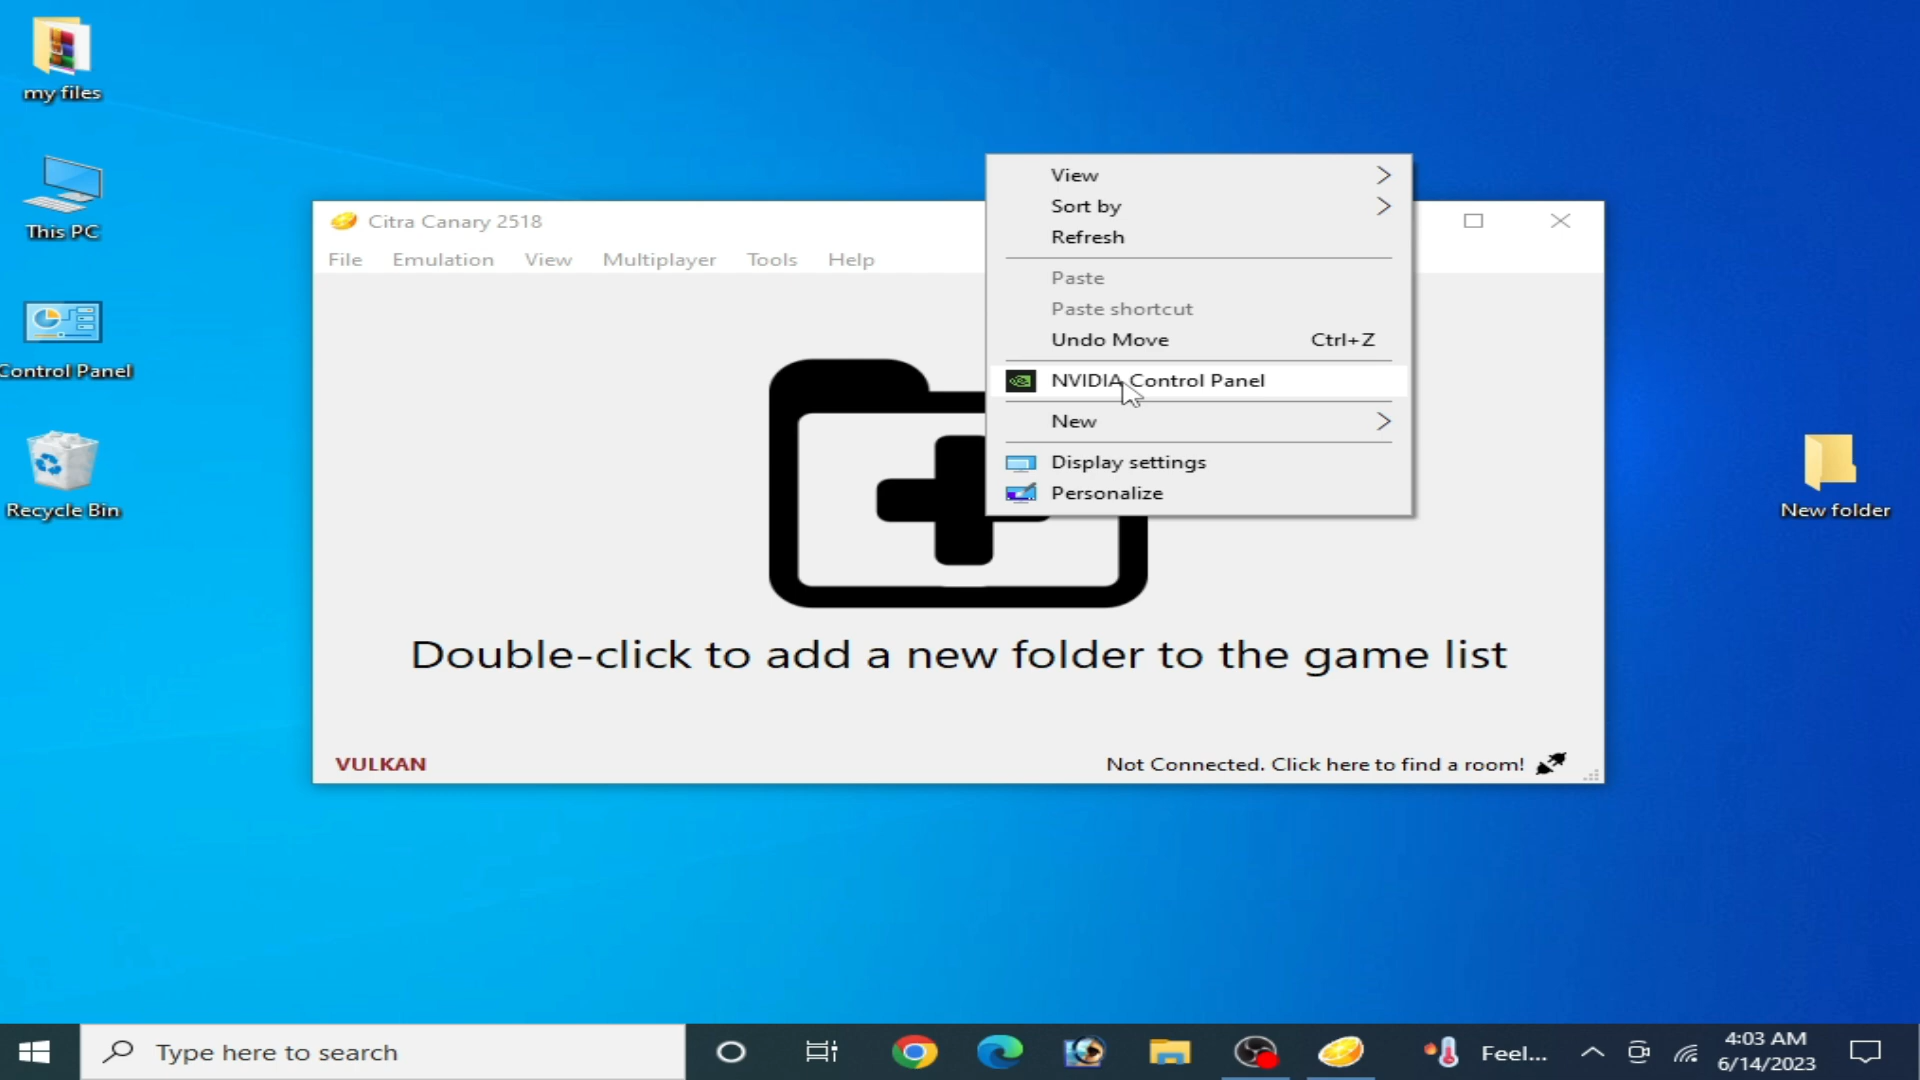 my files
This PC
Control Panel
Recycle Bin
New folder
Citra Canary 2518
File Emulation View Multiplayer Tools Help
Double-click to add a new folder to the game list
VULKAN
Not Connected. Click here to find a room!
View
Sort by
Refresh
Paste
Paste shortcut
Undo Move Ctrl+Z
NVIDIA Control Panel
New
Display settings
Personalize
Type here to search
Feel...
4:03 AM
6/14/2023